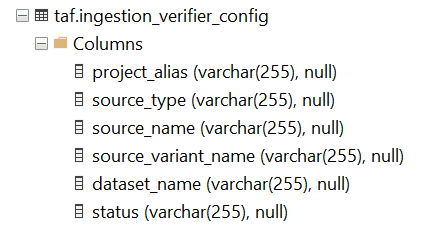 taf.ingestion_verifier_config
Columns
project_alias (varchar(255), null)
source_type (varchar(255), null)
source_name (varchar(255), null)
source_variant_name (varchar(255), null)
dataset_name (varchar(255), null)
status (varchar(255), null)